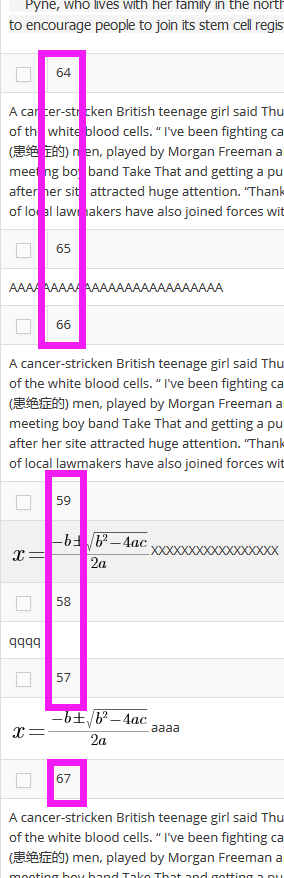 Pyne, who lives with her family in the north
to encourage people to join its stem cell regis
64
A cancer-stricken British teenage girl said Thu
of the white blood cells. “ I've been fighting ca
(患绝症的) men, played by Morgan Freeman a
meeting boy band Take That and getting a pu
after her site attracted huge attention. “Thank
of local lawmakers have also joined forces wit
65
AAAAAAAAAAAAAAAAAAAAAAAAAAA
66
A cancer-stricken British teenage girl said Thu
of the white blood cells. “ I've been fighting ca
(患绝症的) men, played by Morgan Freeman a
meeting boy band Take That and getting a pu
after her site attracted huge attention. “Thank
of local lawmakers have also joined forces wit
59
x = \frac{-b±\sqrt{b²−4ac}}{2a} XXXXXXXXXXXXXXXXX
58
qqqq
57
x = \frac{-b±\sqrt{b²−4ac}}{2a} aaaa
67
A cancer-stricken British teenage girl said Thu
of the white blood cells. “ I've been fighting ca
(患绝症的) men, played by Morgan Freeman a
meeting boy band Take That and getting a pu